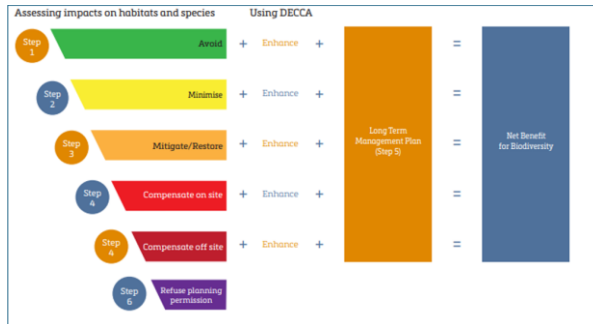 Assessing impacts on habitats and species Using DECCA
Step
1
Avoid + Enhance + =
Step
2
Minimise + Enhance + =
Step
3
Mitigate/Restore + Enhance + =
Long Term
Management Plan
(Step 5)
Net Benefit
for Biodiversity
Step
4
Compensate on site + Enhance + =
Step
4
Compensate off site + Enhance + =
Step
6
Refuse planning
permission